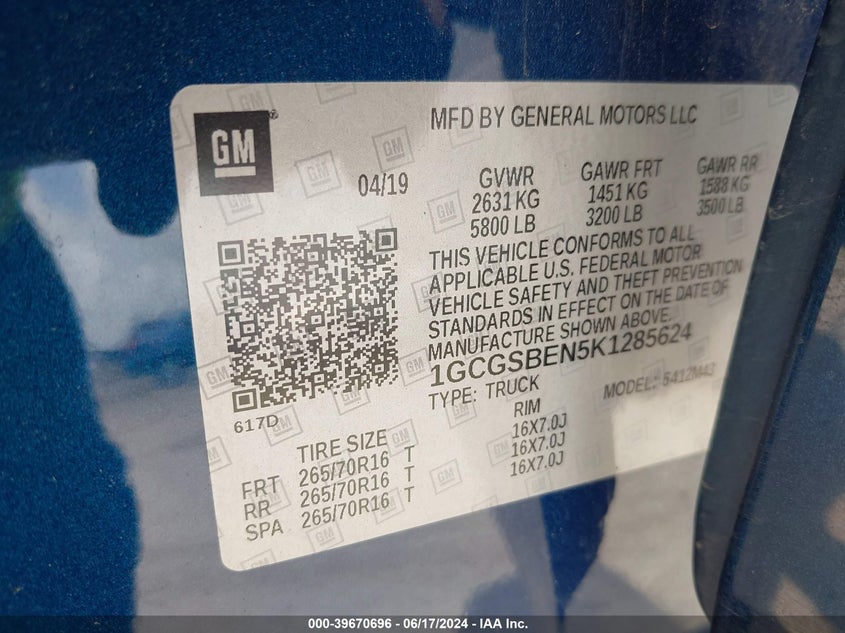 GM
MFD BY GENERAL MOTORS LLC
04/19
GVWR GAWR FRT GAWR RR
2631 KG 1451 KG 1588 KG
5800 LB 3200 LB 3500 LB
THIS VEHICLE CONFORMS TO ALL
APPLICABLE U.S. FEDERAL MOTOR
VEHICLE SAFETY AND THEFT PREVENTION
STANDARDS IN EFFECT ON THE DATE OF
MANUFACTURE SHOWN ABOVE.
1GCGSBEN5K1285624
TYPE: TRUCK MODEL:
617D
TIRE SIZE RIM
FRT 265/70R16 T 16X7.0J
RR 265/70R16 T 16X7.0J
SPA 265/70R16 T 16X7.0J
000-39670696 - 06/17/2024 - IAA Inc.